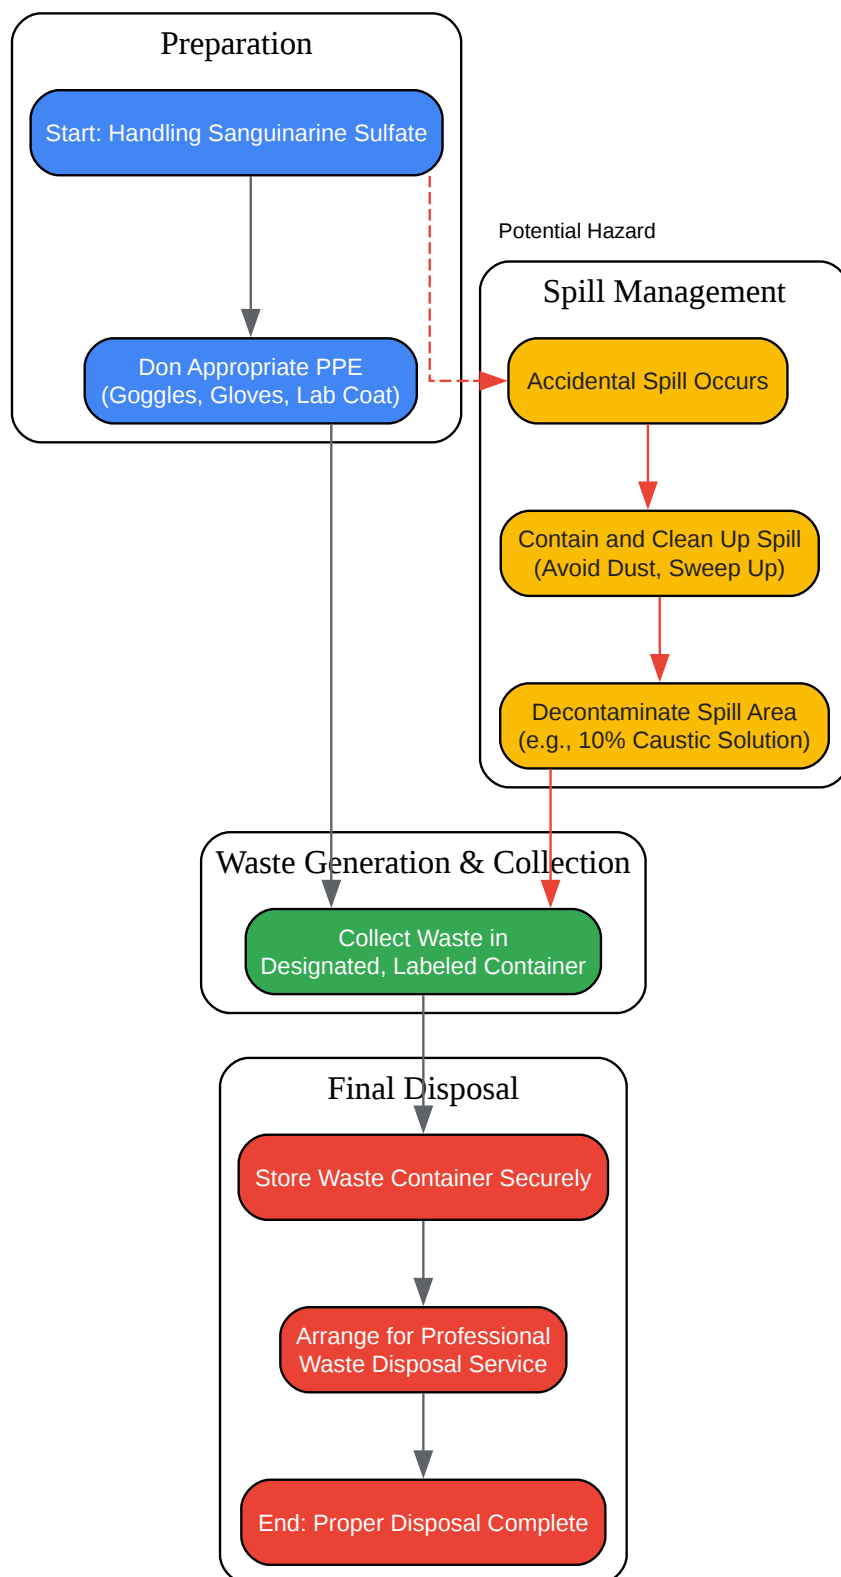 Preparation
Start: Handling Sanguinarine Sulfate
Don Appropriate PPE
(Goggles, Gloves, Lab Coat)
Potential Hazard
Spill Management
Accidental Spill Occurs
Contain and Clean Up Spill
(Avoid Dust, Sweep Up)
Decontaminate Spill Area
(e.g., 10% Caustic Solution)
Waste Generation & Collection
Collect Waste in
Designated, Labeled Container
Final Disposal
Store Waste Container Securely
Arrange for Professional
Waste Disposal Service
End: Proper Disposal Complete